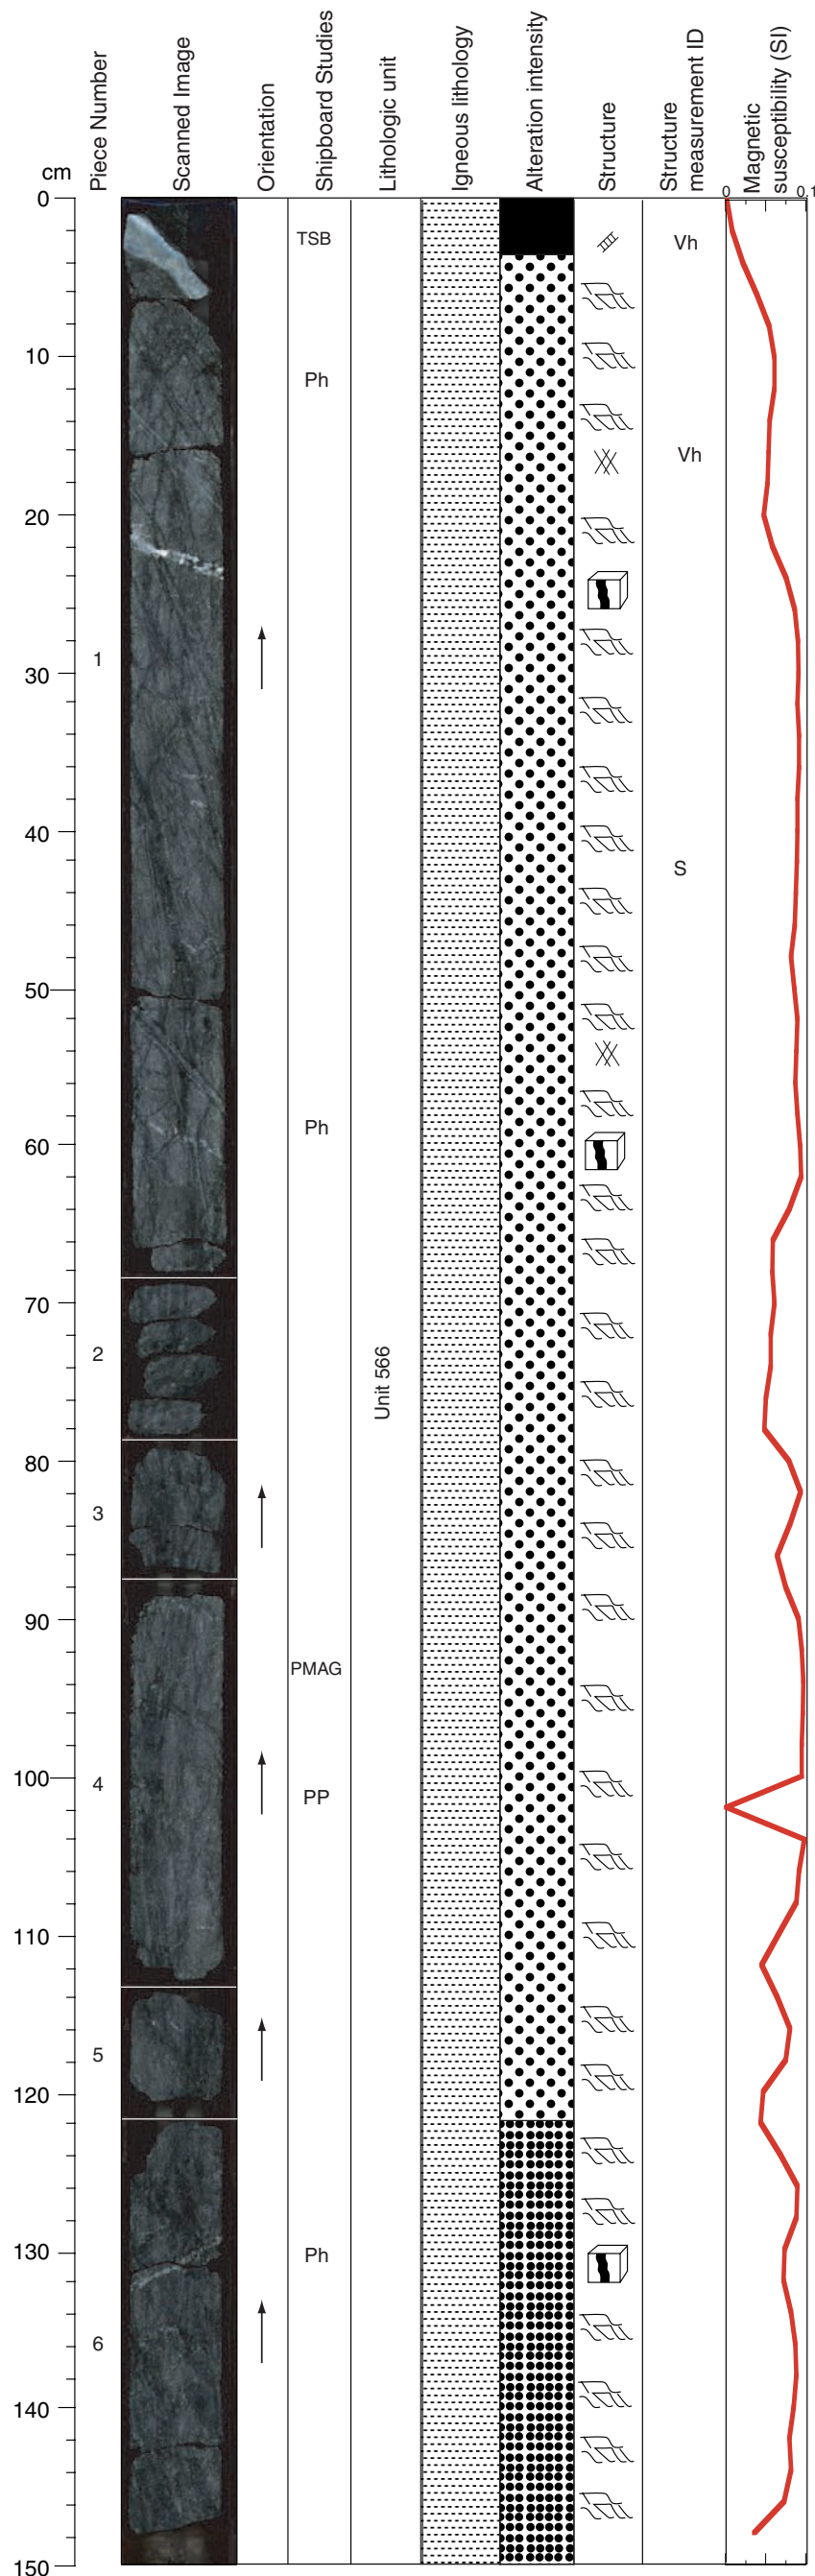 cm
Piece Number
Scanned Image
Orientation
Shipboard Studies
Lithologic unit
Igneous lithology
Alteration intensity
Structure
Structure
measurement ID
Magnetic
susceptibility (SI)
0
0.1
0
10
20
30
40
50
60
70
80
90
100
110
120
130
140
150
1
2
3
4
5
6
TSB
Ph
Ph
PMAG
PP
Ph
Unit 566
Vh
Vh
S